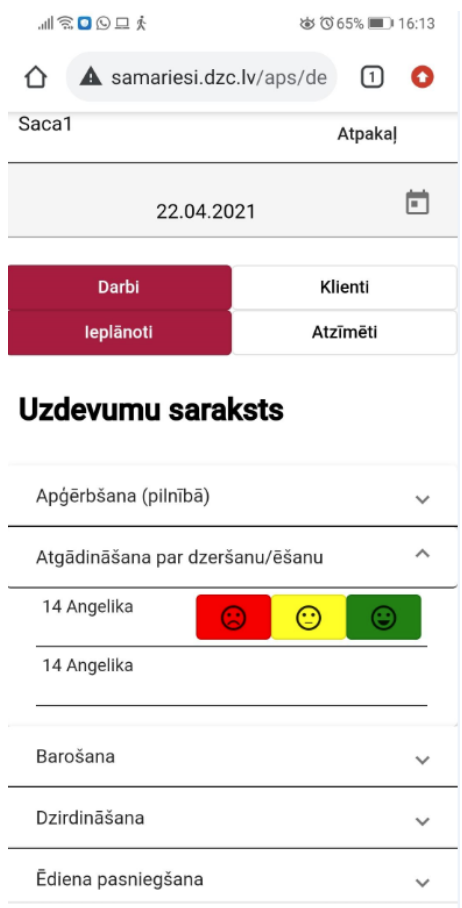 65% 16:13
samariesi.dzc.lv/aps/de 1
Saca1 Atpakaļ
22.04.2021
Darbi Klienti
Ieplānoti Atzīmēti
Uzdevumu saraksts
Apģērbšana (pilnībā)
Atgādināšana par dzeršanu/ēšanu
14 Angelika
14 Angelika
Barošana
Dzirdināšana
Ēdiena pasniegšana